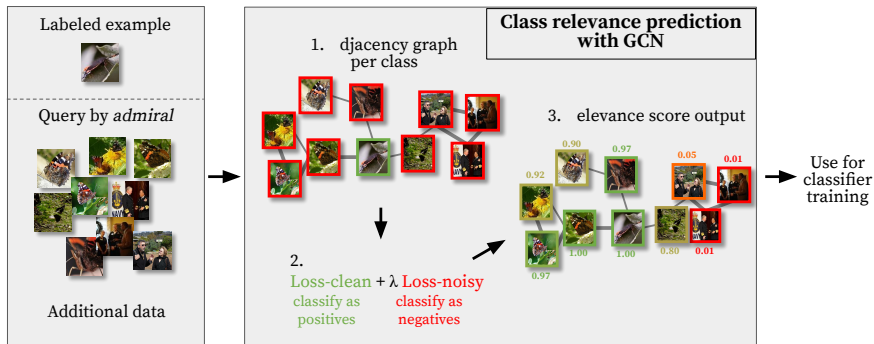 Labeled example
Query by admiral
NAVY
Additional data
Class relevance prediction
with GCN
1. djacency graph
per class
2.
Loss-clean + λ Loss-noisy
classify as
positives
classify as
negatives
3. elevance score output
0.90
0.97
0.92
0.05
0.01
0.97
1.00
1.00
0.80
0.01
Use for
classifier
training